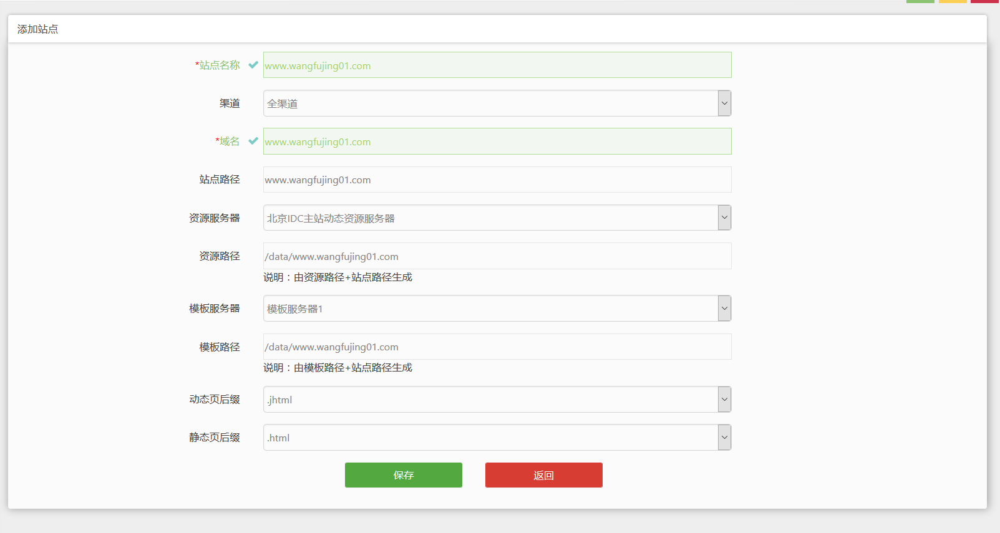 添加站点
*站点名称 www.wangfujing01.com
渠道 全渠道
*域名 www.wangfujing01.com
站点路径 www.wangfujing01.com
资源服务器 北京IDC主站动态资源服务器
资源路径 /data/www.wangfujing01.com
说明：由资源路径+站点路径生成
模板服务器 模板服务器1
模板路径 /data/www.wangfujing01.com
说明：由模板路径+站点路径生成
动态页后缀 .jhtml
静态页后缀 .html
保存 返回